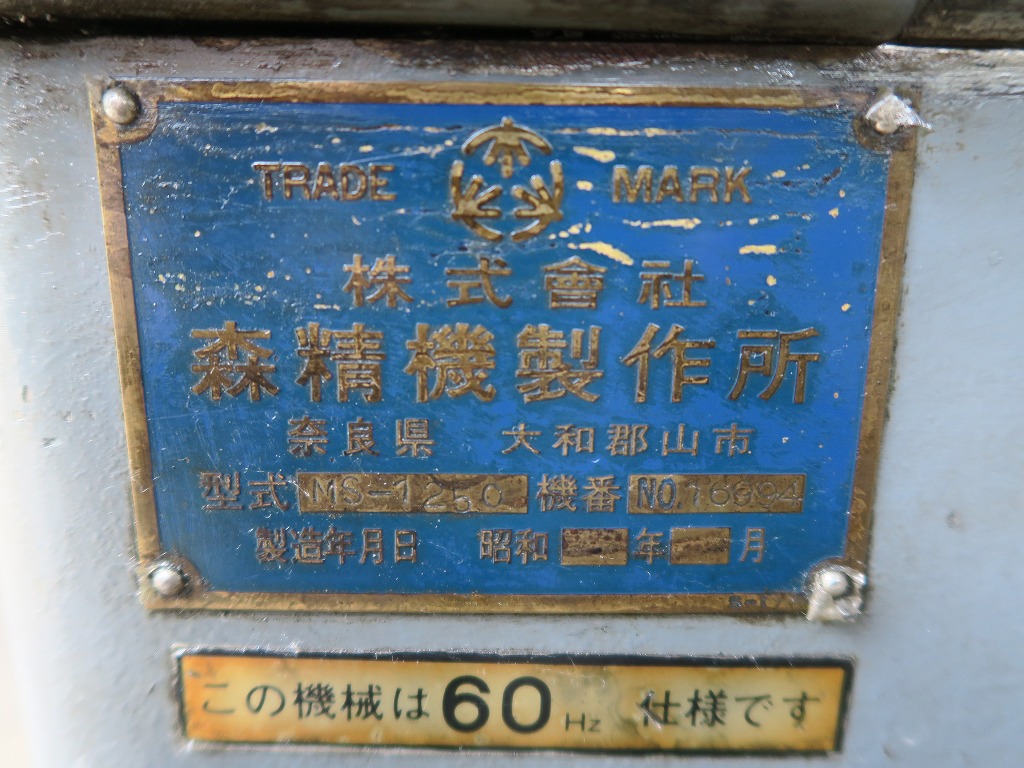 TRADE MARK
株式會社
森精機製作所
奈良県 大和郡山市
型式 MS-1250 機番 NO.
製造年月日 昭和 年 月
この機械は60Hz 仕様です